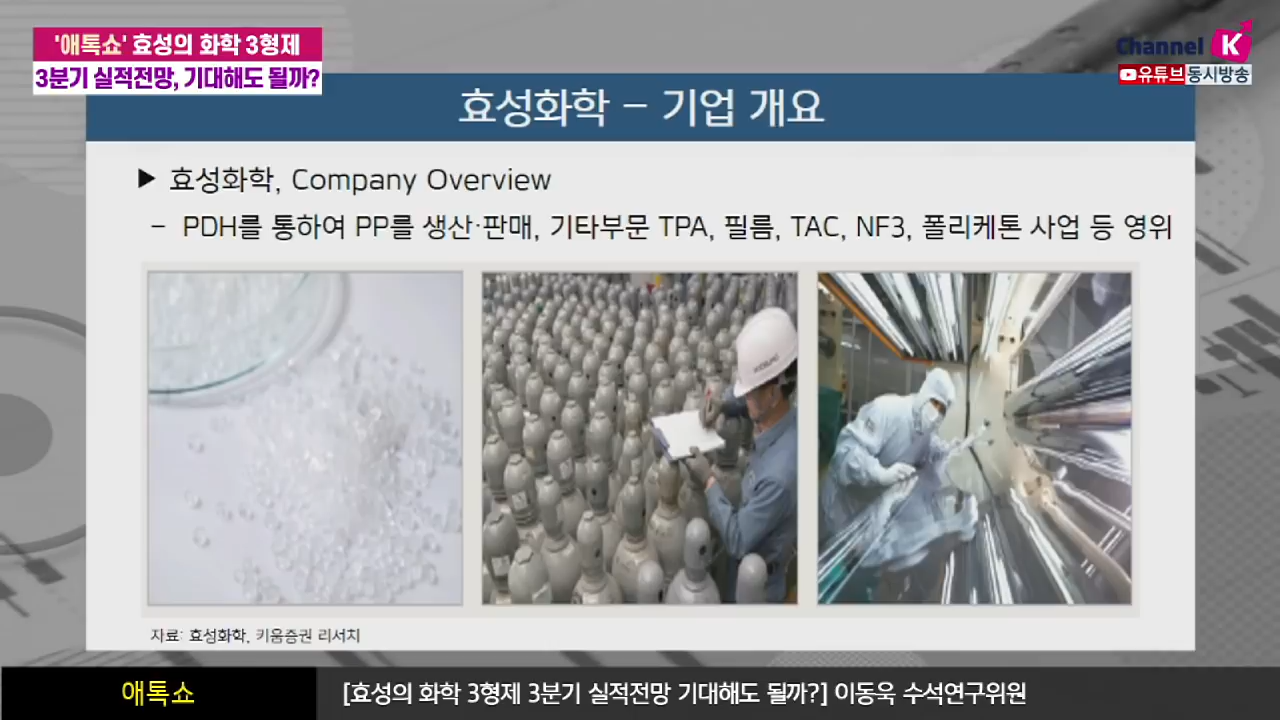 '애톡쇼' 효성의 화학 3형제
3분기 실적전망, 기대해도 될까?
Channel K
유튜브동시방송
효성화학 – 기업 개요
▶ 효성화학, Company Overview
– PDH를 통하여 PP를 생산·판매, 기타부문 TPA, 필름, TAC, NF3, 폴리케톤 사업 등 영위
자료: 효성화학, 키움증권 리서치
애톡쇼
[효성의 화학 3형제 3분기 실적전망 기대해도 될까?] 이동욱 수석연구위원